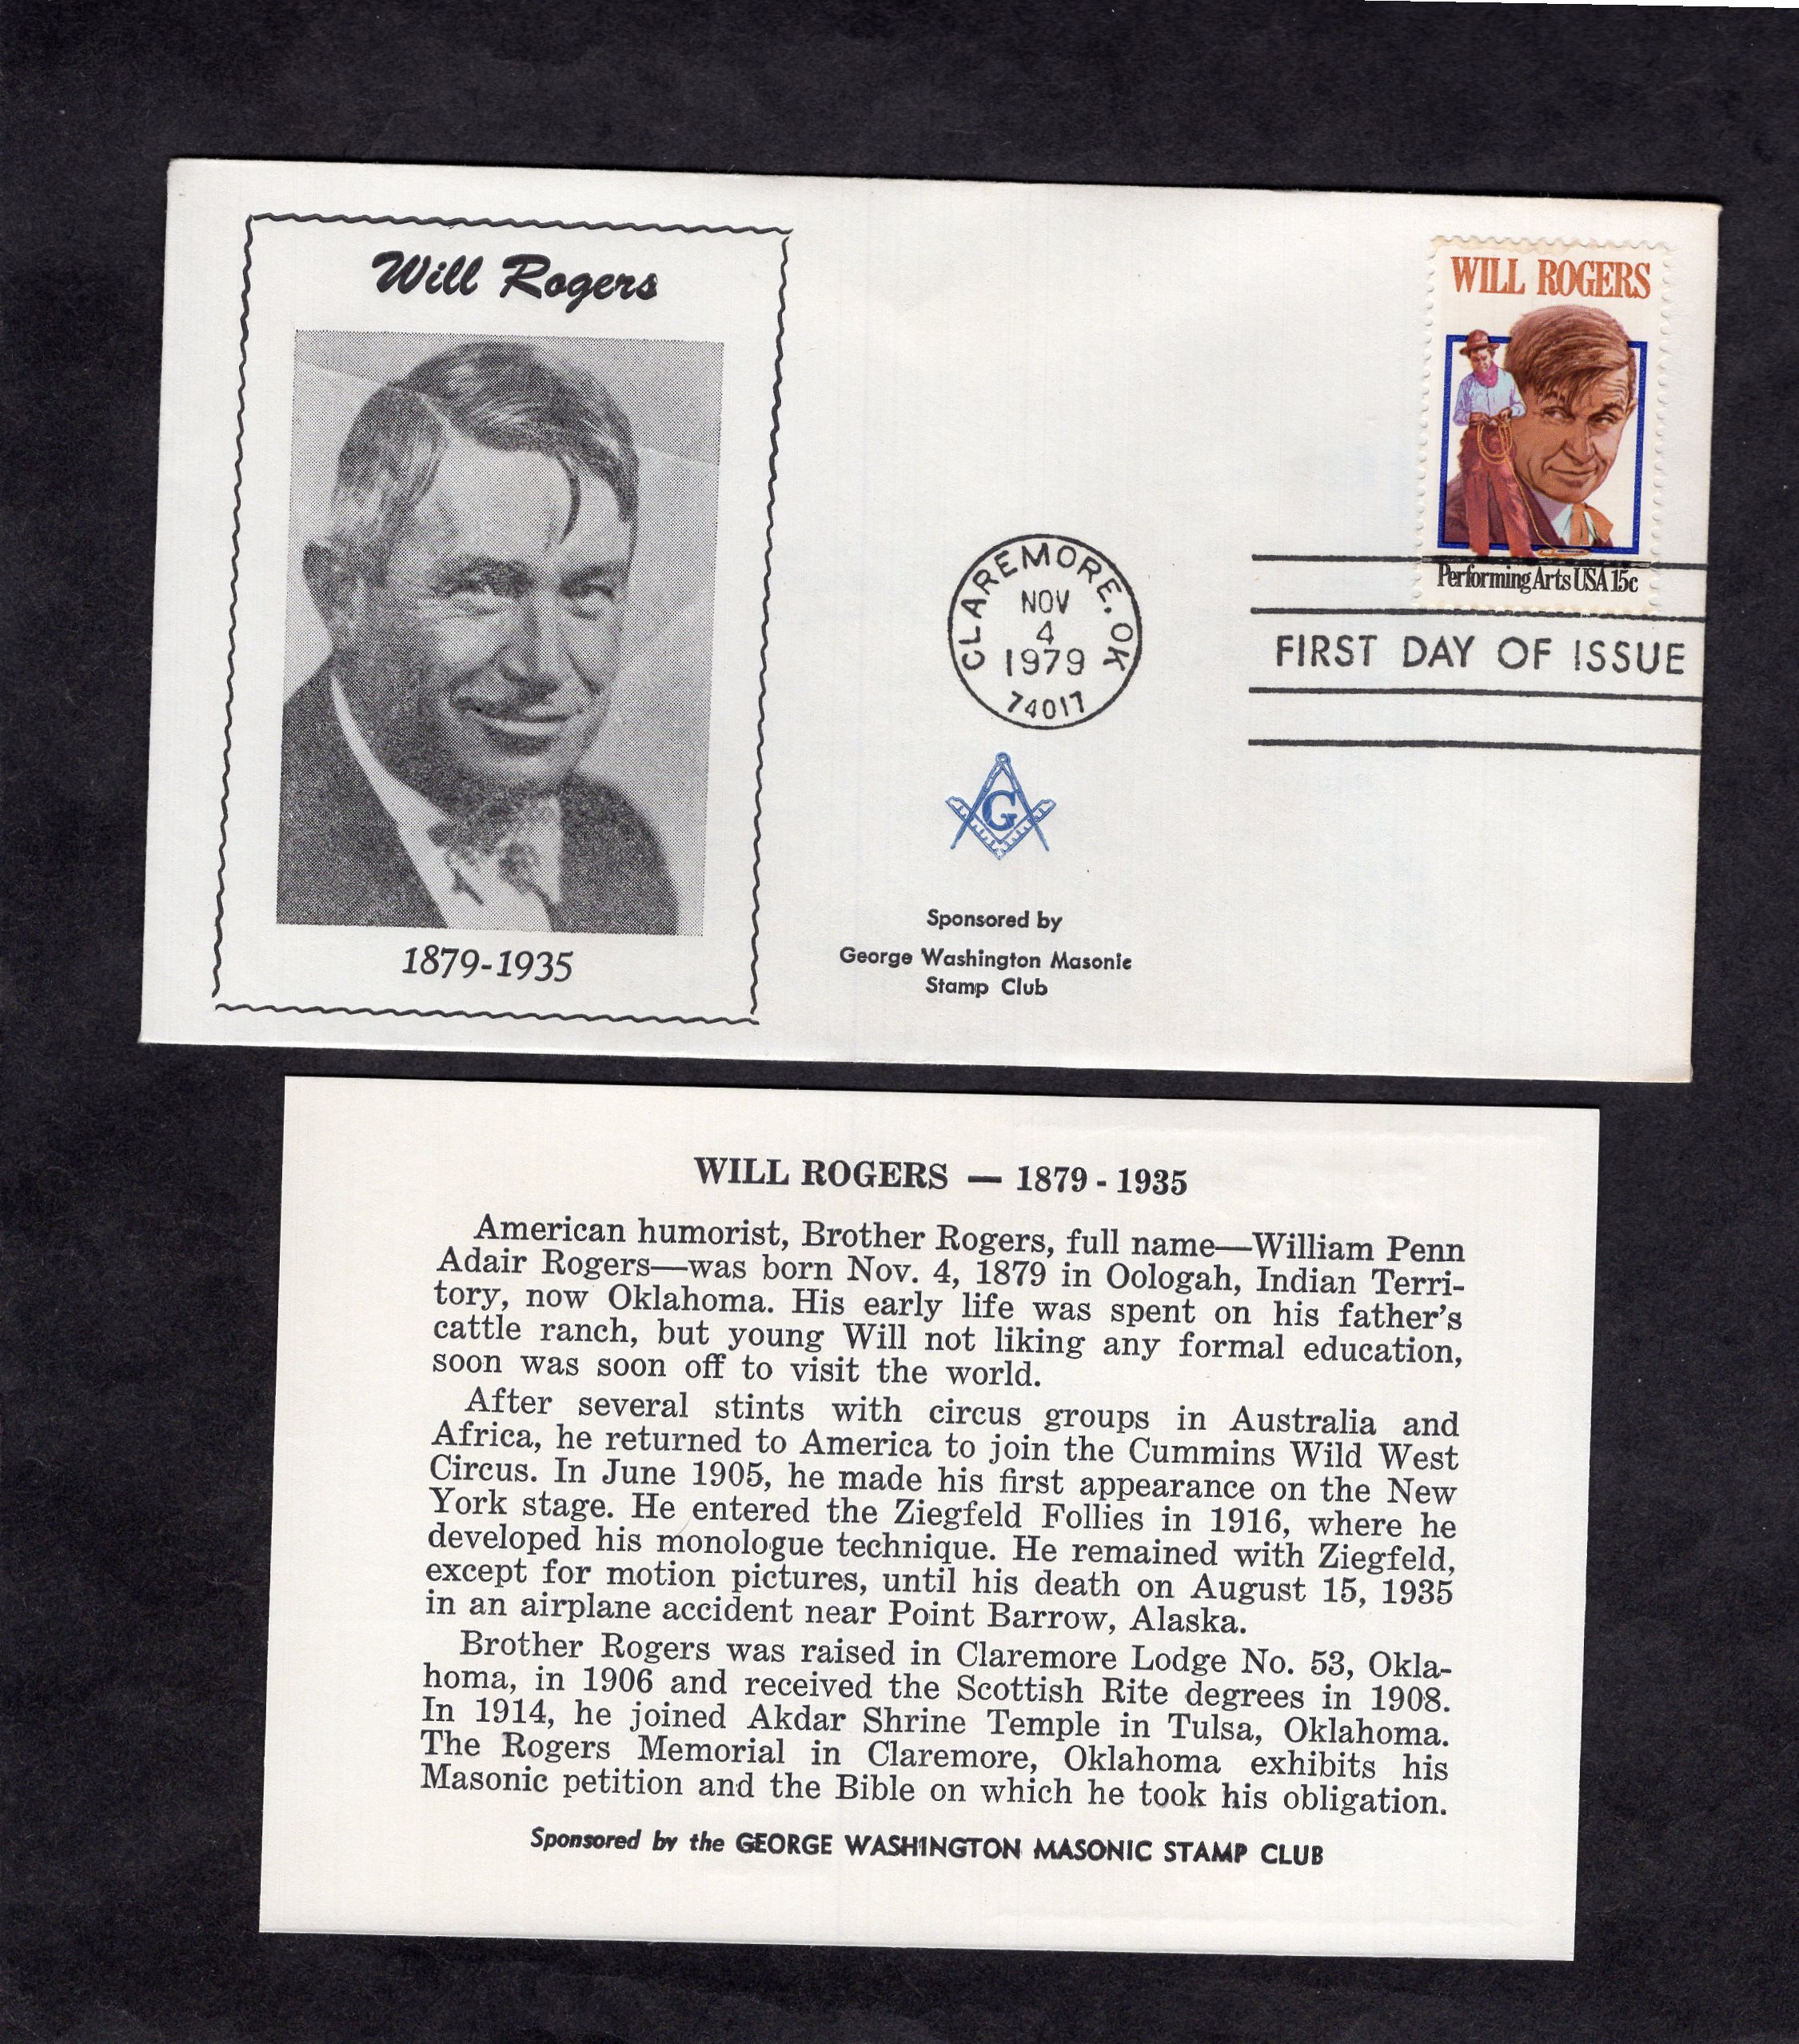 Will Rogers
1879-1935
WILL ROGERS
Performing Arts USA 15c
CLAREMORE, OK
NOV
4
1979
74017
FIRST DAY OF ISSUE
G
Sponsored by
George Washington Masonic
Stamp Club
WILL ROGERS — 1879 - 1935
American humorist, Brother Rogers, full name—William Penn
Adair Rogers—was born Nov. 4, 1879 in Oologah, Indian Terri-
tory, now Oklahoma. His early life was spent on his father's
cattle ranch, but young Will not liking any formal education,
soon was soon off to visit the world.
After several stints with circus groups in Australia and
Africa, he returned to America to join the Cummins Wild West
Circus. In June 1905, he made his first appearance on the New
York stage. He entered the Ziegfeld Follies in 1916, where he
developed his monologue technique. He remained with Ziegfeld,
except for motion pictures, until his death on August 15, 1935
in an airplane accident near Point Barrow, Alaska.
Brother Rogers was raised in Claremore Lodge No. 53, Okla-
homa, in 1906 and received the Scottish Rite degrees in 1908.
In 1914, he joined Akdar Shrine Temple in Tulsa, Oklahoma.
The Rogers Memorial in Claremore, Oklahoma exhibits his
Masonic petition and the Bible on which he took his obligation.
Sponsored by the GEORGE WASHINGTON MASONIC STAMP CLUB